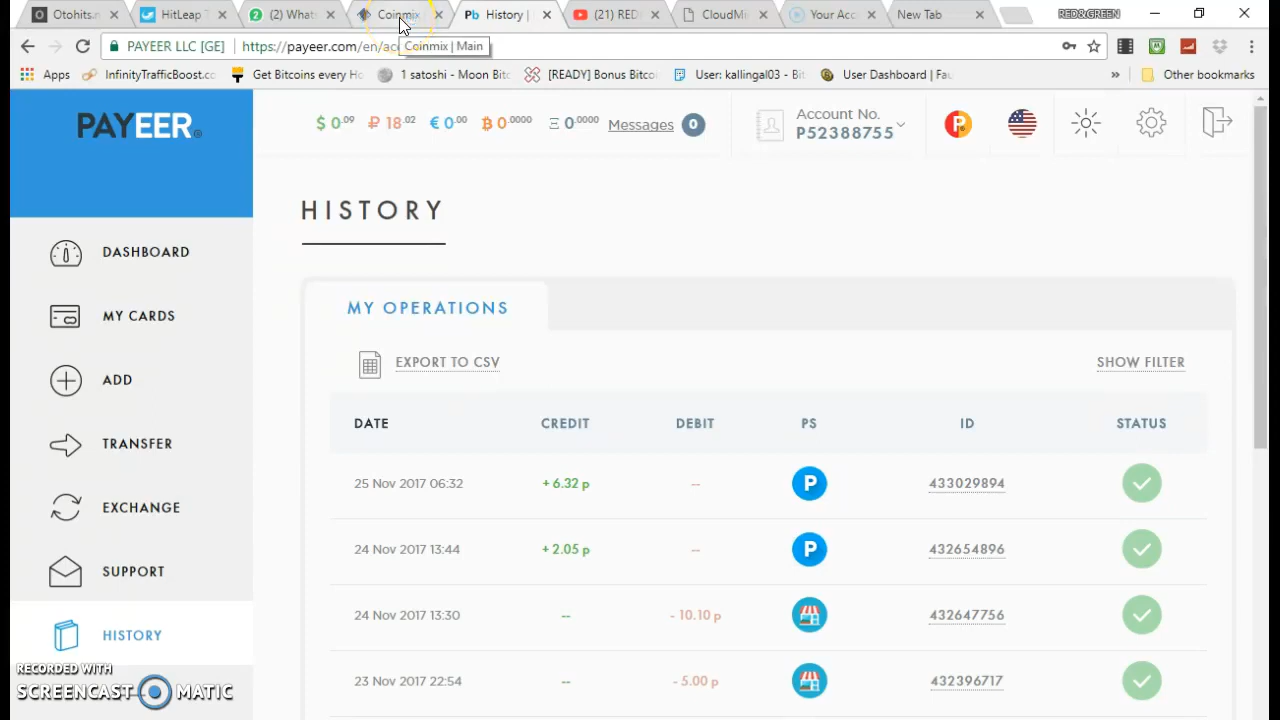 Otohits.n
HitLeap T
(2) Whats
Coinmix
History |
(21) RED
CloudMi
Your Acc
New Tab
RED&GREEN
PAYEER LLC [GE]
https://payeer.com/en/acc
Coinmix | Main
Apps
InfinityTrafficBoost.co
Get Bitcoins every Ho
1 satoshi - Moon Bitc
[READY] Bonus Bitcoi
User: kallingal03 - Bit
User Dashboard | Fau
»
Other bookmarks
PAYEER
$ 0.09
₽ 18.02
€ 0.00
฿ 0.0000
Ξ 0.0000
Messages
0
Account No.
P52388755
HISTORY
DASHBOARD
MY CARDS
ADD
TRANSFER
EXCHANGE
SUPPORT
HISTORY
MY OPERATIONS
EXPORT TO CSV
SHOW FILTER
DATE CREDIT DEBIT PS ID STATUS
25 Nov 2017 06:32 + 6.32 р -- P 433029894
24 Nov 2017 13:44 + 2.05 р -- P 432654896
24 Nov 2017 13:30 -- - 10.10 р 432647756
23 Nov 2017 22:54 -- - 5.00 р 432396717
RECORDED WITH
SCREENCAST MATIC